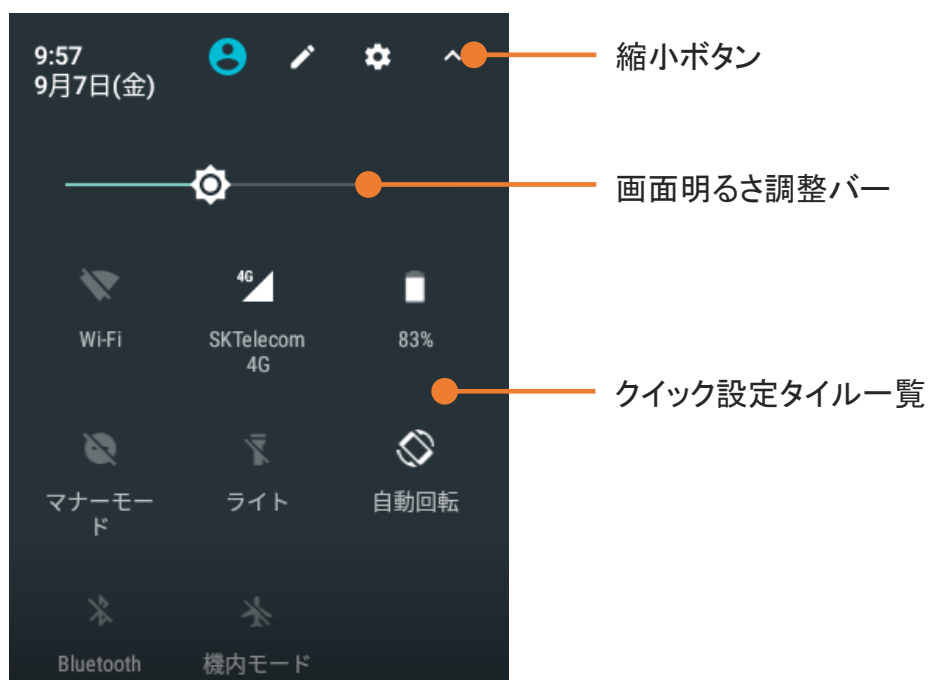 9:57
9月7日(金)
縮小ボタン
画面明るさ調整バー
4G
Wi-Fi
SKTelecom
4G
83%
クイック設定タイル一覧
マナーモー
ド
ライト
自動回転
Bluetooth
機内モード